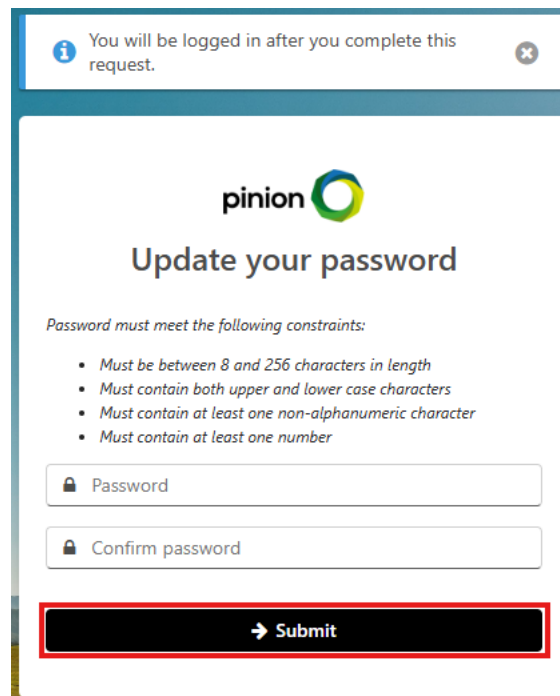 You will be logged in after you complete this
request.
pinion
Update your password
Password must meet the following constraints:
Must be between 8 and 256 characters in length
Must contain both upper and lower case characters
Must contain at least one non-alphanumeric character
Must contain at least one number
Password
Confirm password
Submit